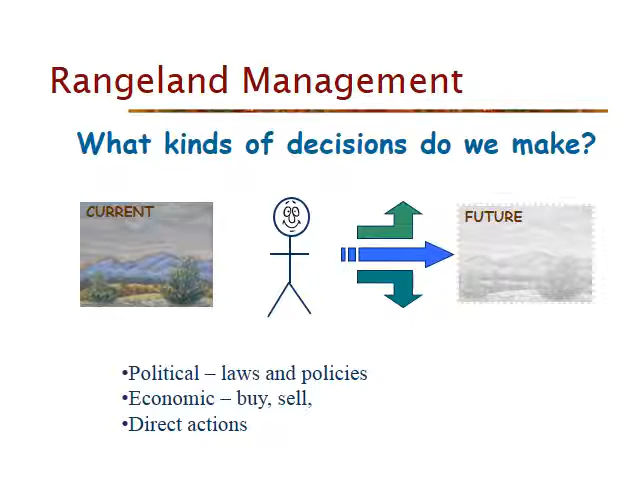 Rangeland Management
What kinds of decisions do we make?
CURRENT
FUTURE
•Political – laws and policies
•Economic – buy, sell,
•Direct actions